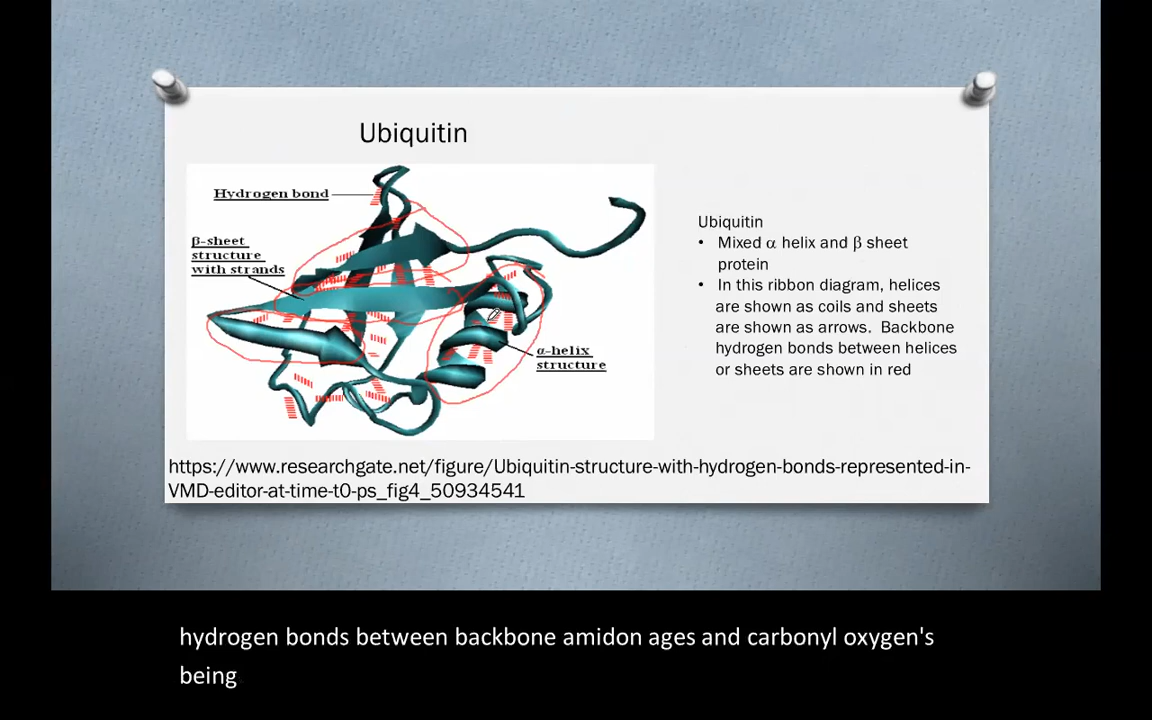 Ubiquitin
Hydrogen bond
β-sheet
structure
with strands
α-helix
structure
Ubiquitin
• Mixed α helix and β sheet
protein
• In this ribbon diagram, helices
are shown as coils and sheets
are shown as arrows. Backbone
hydrogen bonds between helices
or sheets are shown in red
https://www.researchgate.net/figure/Ubiquitin-structure-with-hydrogen-bonds-represented-in-
VMD-editor-at-time-t0-ps_fig4_50934541
hydrogen bonds between backbone amidon ages and carbonyl oxygen's
being